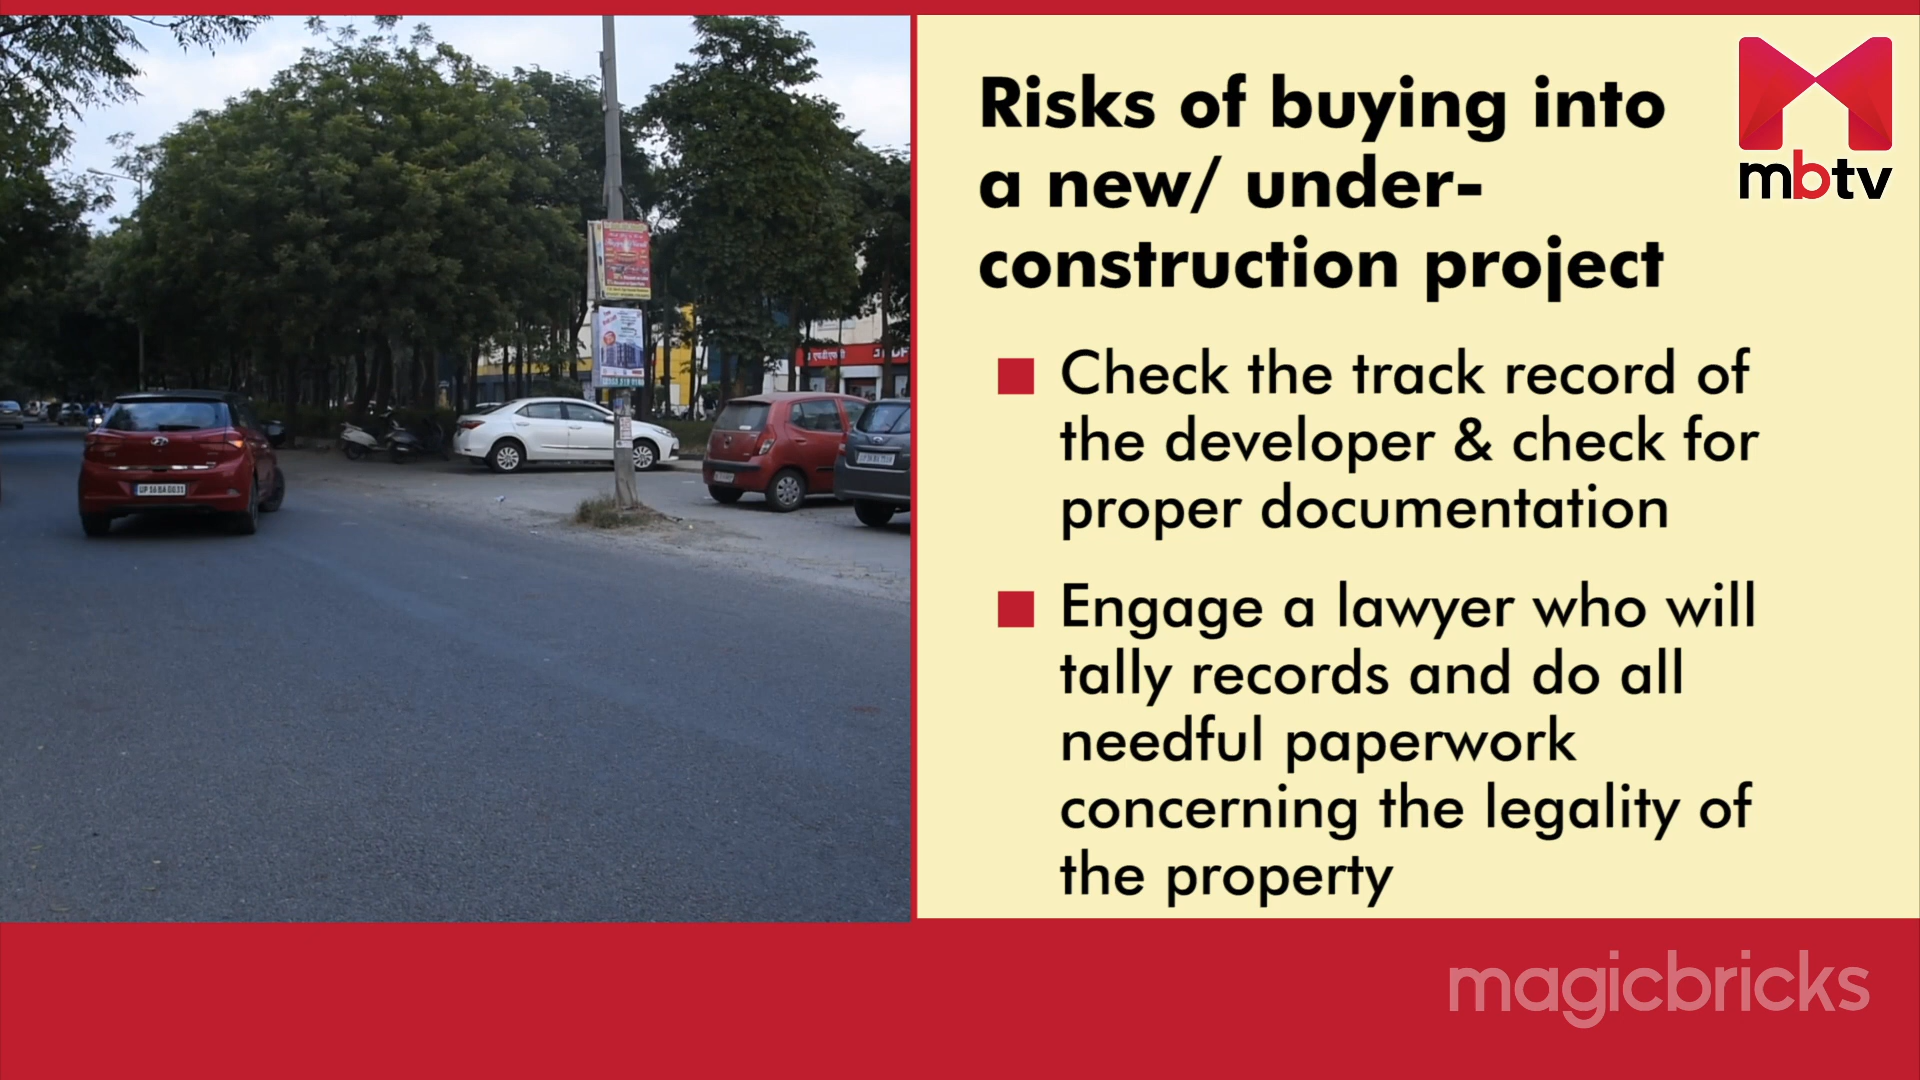 Risks of buying into
a new/ under-
construction project
Check the track record of
the developer & check for
proper documentation
Engage a lawyer who will
tally records and do all
needful paperwork
concerning the legality of
the property
mbtv
magicbricks